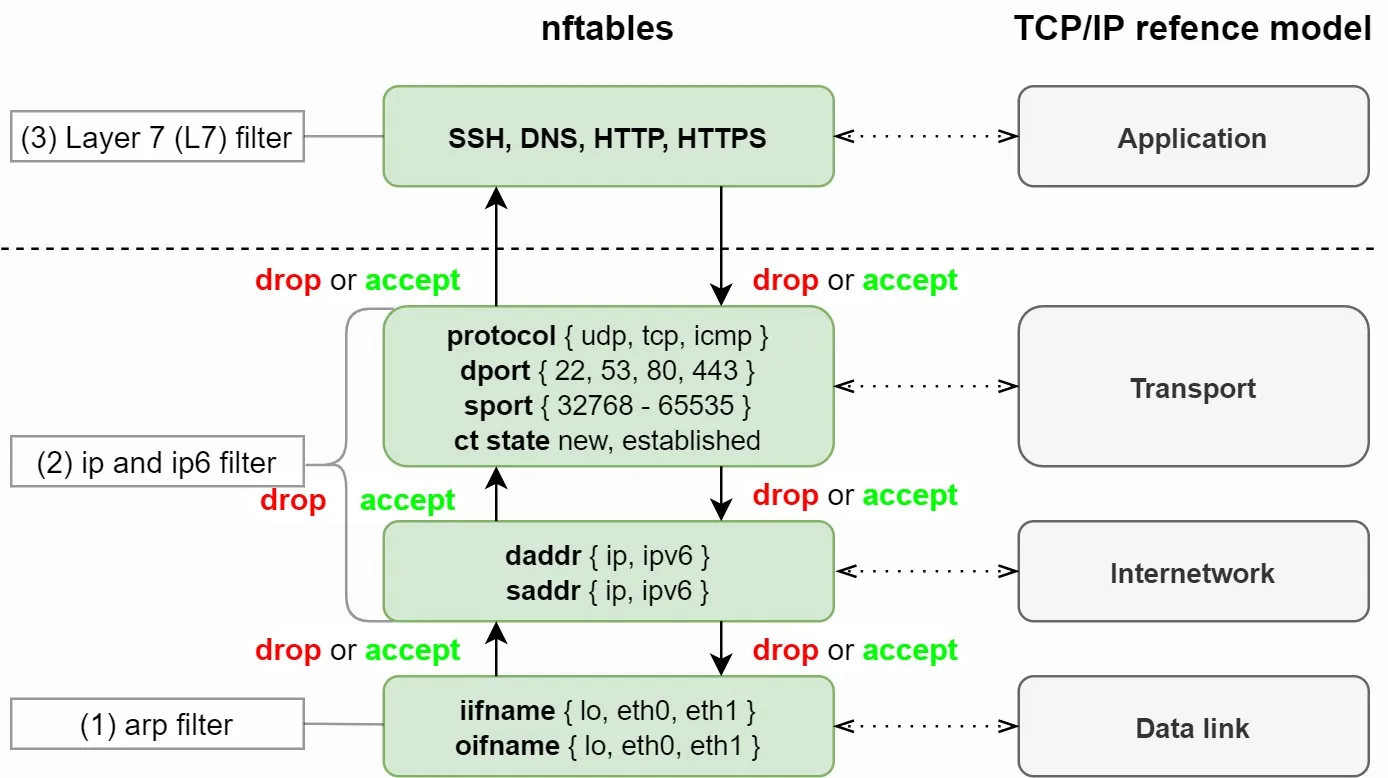 nftables
TCP/IP refence model
(3) Layer 7 (L7) filter
SSH, DNS, HTTP, HTTPS
Application
drop or accept
drop or accept
protocol { udp, tcp, icmp }
dport { 22, 53, 80, 443 }
sport { 32768 - 65535 }
ct state new, established
Transport
(2) ip and ip6 filter
drop accept
drop or accept
daddr { ip, ipv6 }
saddr { ip, ipv6 }
Internetwork
drop or accept
drop or accept
(1) arp filter
iifname { lo, eth0, eth1 }
oifname { lo, eth0, eth1 }
Data link